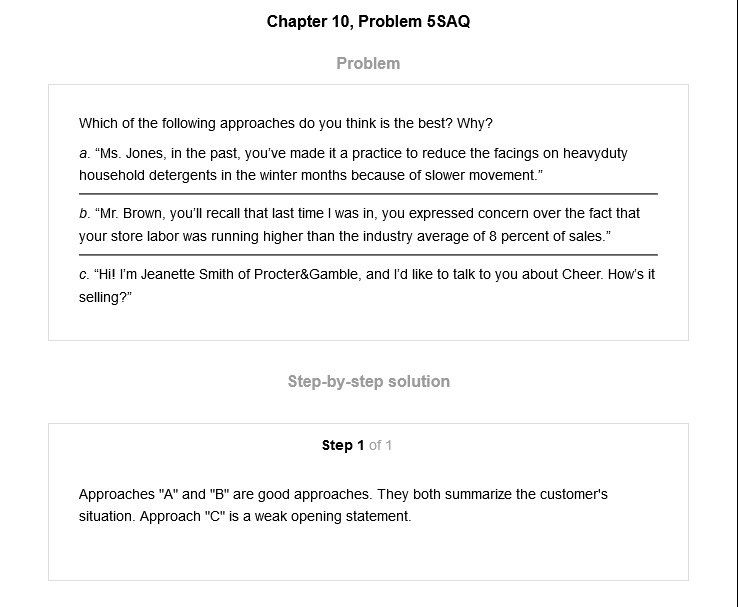 Chapter 10, Problem 5SAQ
Problem
Which of the following approaches do you think is the best? Why?
a. “Ms. Jones, in the past, you’ve made it a practice to reduce the facings on heavyduty
household detergents in the winter months because of slower movement.”
b. “Mr. Brown, you’ll recall that last time I was in, you expressed concern over the fact that
your store labor was running higher than the industry average of 8 percent of sales.”
c. “Hi! I’m Jeanette Smith of Procter&Gamble, and I’d like to talk to you about Cheer. How’s it
selling?”
Step-by-step solution
Step 1 of 1
Approaches "A" and "B" are good approaches. They both summarize the customer's
situation. Approach "C" is a weak opening statement.